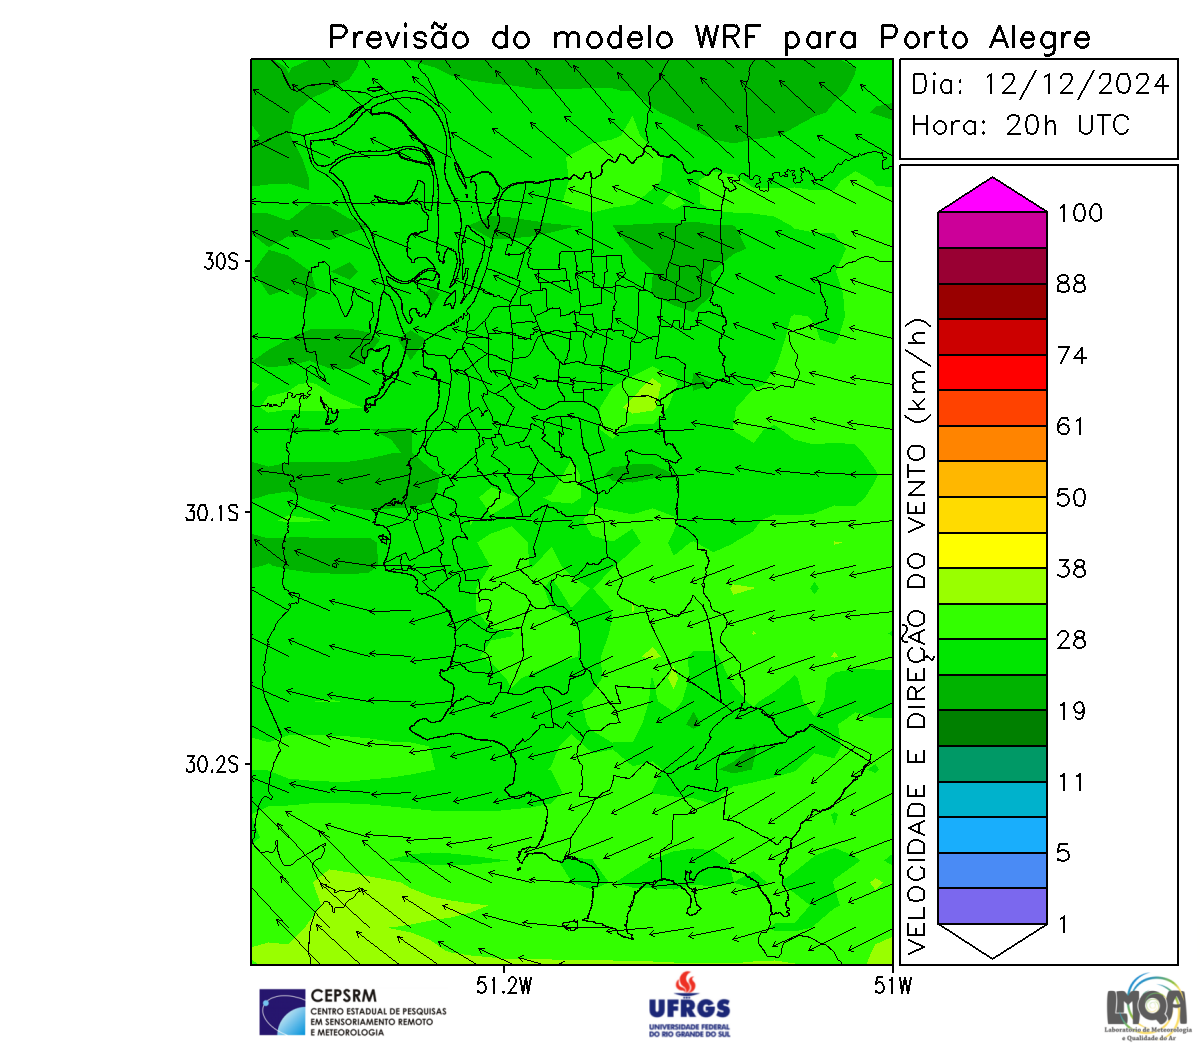 Previsão do modelo WRF para Porto Alegre
Dia: 12/12/2024
Hora: 20h UTC
30S
30.1S
30.2S
51.2W
51W
VELOCIDADE E DIREÇÃO DO VENTO (km/h)
100
88
74
61
50
38
28
19
11
5
1
CEPSRM
CENTRO ESTADUAL DE PESQUISAS
EM SENSORIAMENTO REMOTO
E METEOROLOGIA
UFRGS
UNIVERSIDADE FEDERAL
DO RIO GRANDE DO SUL
LMQA
Laboratório de Meteorologia
e Qualidade do Ar